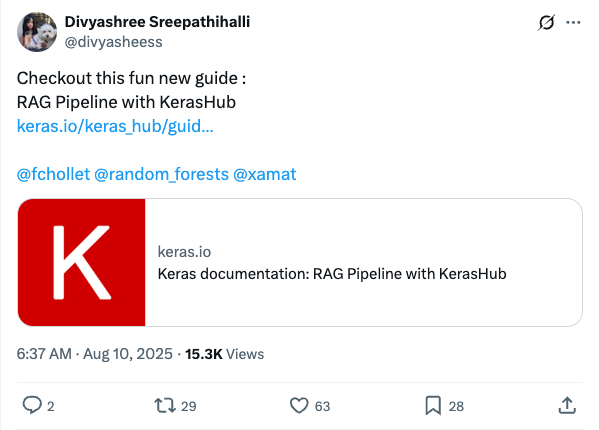 Divyashree Sreepathihalli
@divyasheess
Checkout this fun new guide :
RAG Pipeline with KerasHub
keras.io/keras_hub/guid...
@fchollet @random_forests @xamat
K
keras.io
Keras documentation: RAG Pipeline with KerasHub
6:37 AM · Aug 10, 2025 · 15.3K Views
2 29 63 28